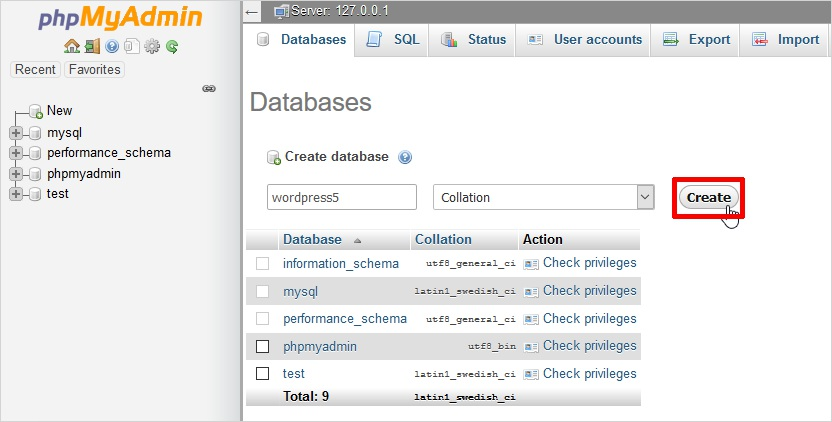 phpMyAdmin
Recent Favorites
New
mysql
performance_schema
phpmyadmin
test
Server: 127.0.0.1
Databases SQL Status User accounts Export Import
Databases
Create database
wordpress5 Collation Create
Database Collation Action
information_schema utf8_general_ci Check privileges
mysql latin1_swedish_ci Check privileges
performance_schema utf8_general_ci Check privileges
phpmyadmin utf8_bin Check privileges
test latin1_swedish_ci Check privileges
Total: 9 latin1_swedish_ci